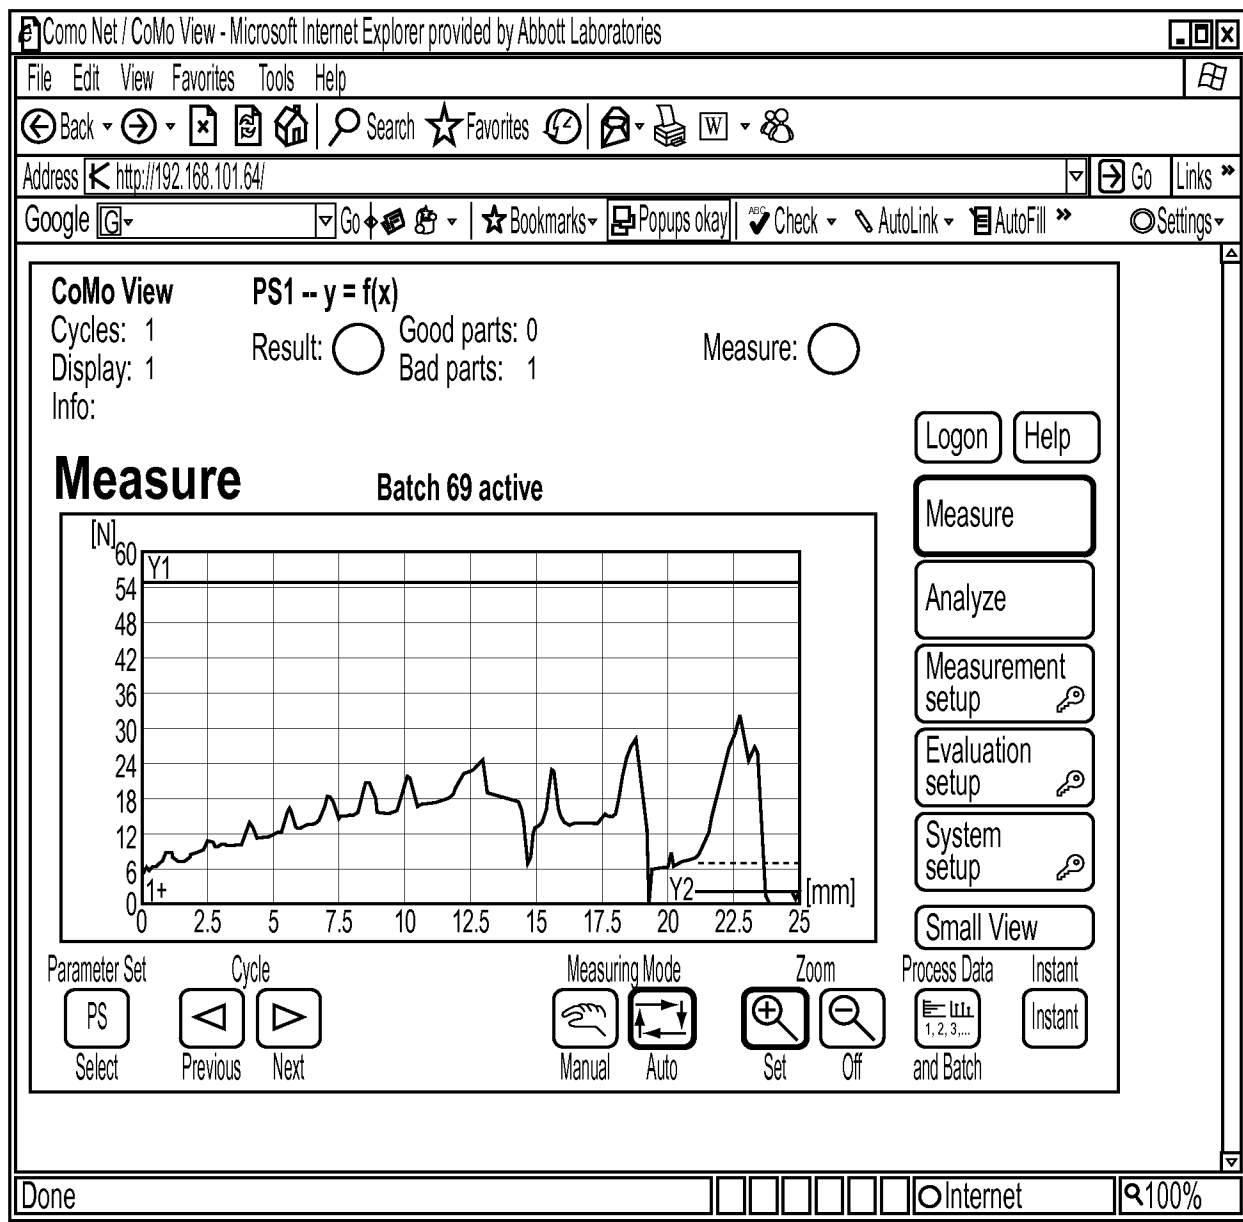 Como Net / CoMo View - Microsoft Internet Explorer provided by Abbott Laboratories
File Edit View Favorites Tools Help
Back Search Favorites W
Address http://192.168.101.64/ Go Links »
Google G Go Bookmarks Popups okay ABC Check AutoLink AutoFill » Settings
CoMo View PS1 -- y = f(x)
Cycles: 1 Result: Good parts: 0 Measure:
Display: 1 Bad parts: 1
Info:
Logon Help
Measure Batch 69 active
Measure
[N]
60 Y1
54
48
42
36
30
24
18
12
6
0 1+ Y2 [mm]
0 2.5 5 7.5 10 12.5 15 17.5 20 22.5 25
Analyze
Measurement
setup
Evaluation
setup
System
setup
Small View
Parameter Set Cycle Measuring Mode Zoom Process Data Instant
PS 1, 2, 3,... Instant
Select Previous Next Manual Auto Set Off and Batch
Done Internet 100%